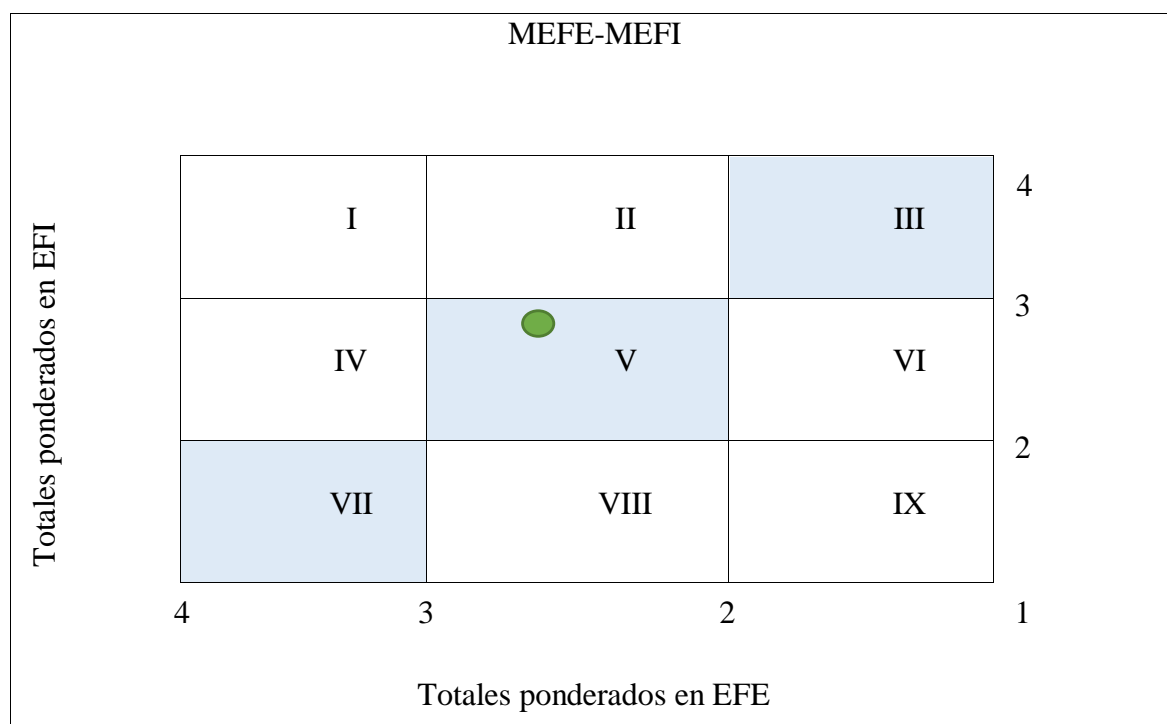 MEFE-MEFI
4
I II III
3
IV V VI
2
VII VIII IX
4 3 2 1
Totales ponderados en EFI
Totales ponderados en EFE